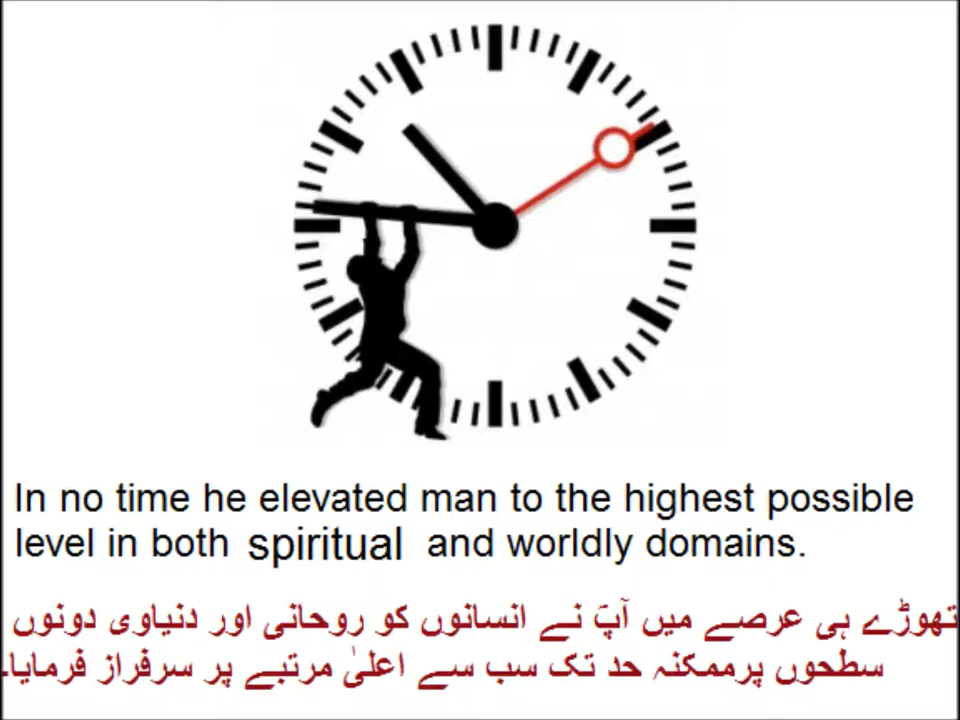 In no time he elevated man to the highest possible
level in both spiritual and worldly domains.
تھوڑے ہی عرصے میں آپؐ نے انسانوں کو روحانی اور دنیاوی دونوں
سطحوں پرممکنہ حد تک سب سے اعلیٰ مرتبے پر سرفراز فرمایا۔